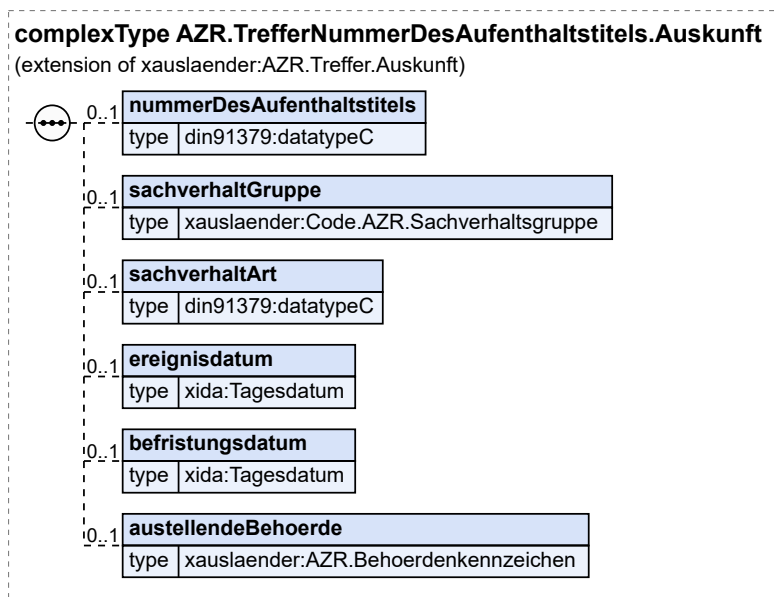 complexType AZR.TrefferNummerDesAufenthaltstitels.Auskunft
(extension of xauslaender:AZR.Treffer.Auskunft)
0..1 nummerDesAufenthaltstitels
type din91379:datatypeC
0..1 sachverhaltGruppe
type xauslaender:Code.AZR.Sachverhaltsgruppe
0..1 sachverhaltArt
type din91379:datatypeC
0..1 ereignisdatum
type xida:Tagesdatum
0..1 befristungsdatum
type xida:Tagesdatum
0..1 austellendeBehoerde
type xauslaender:AZR.Behoerdenkennzeichen